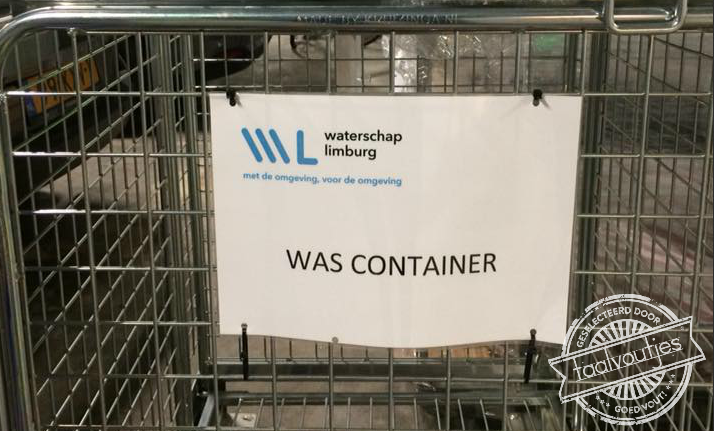 waterschap
limburg
met de omgeving, voor de omgeving
WAS CONTAINER
GESELECTEERD DOOR
taalvoutjes
GOED VOUT!